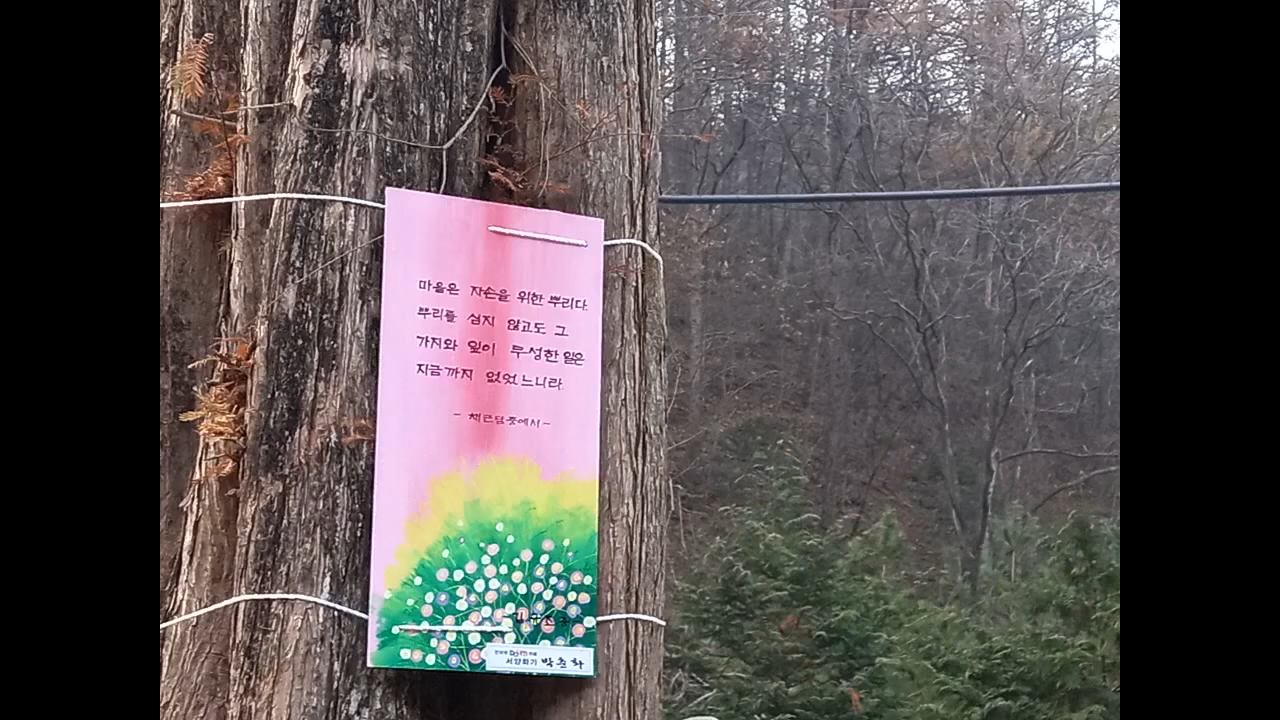 마음은 자손을 위한 뿌리다.
뿌리를 심지 않고도 그
가지와 잎이 무성한 일은
지금까지 없었느니라.
- 채근담중에서 -
서양화가 박춘화